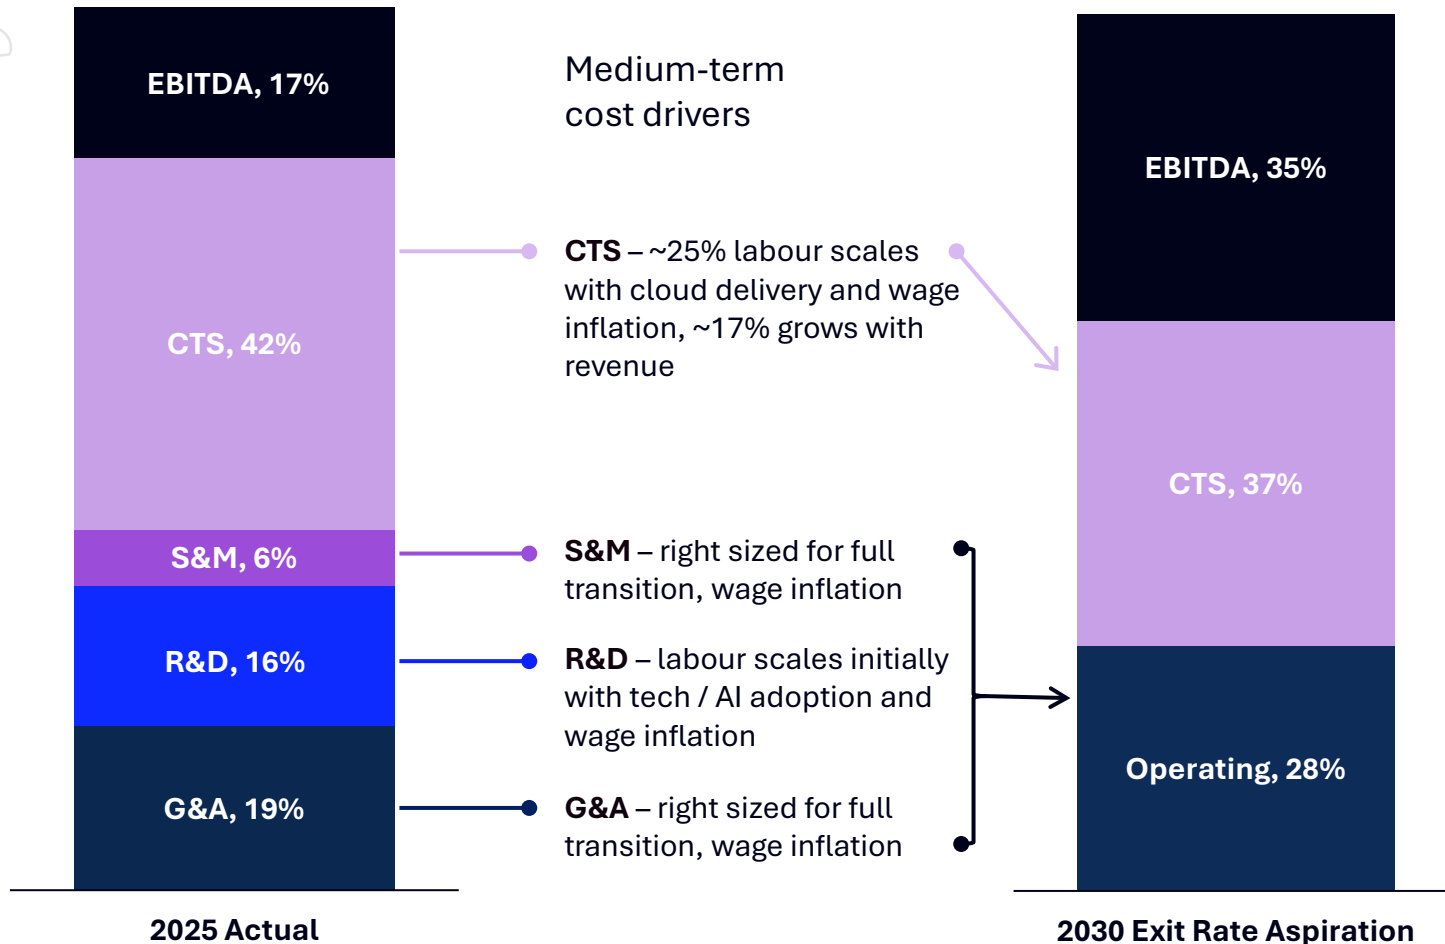 EBITDA, 17%
CTS, 42%
S&M, 6%
R&D, 16%
G&A, 19%
2025 Actual
Medium-term
cost drivers
CTS – ~25% labour scales
with cloud delivery and wage
inflation, ~17% grows with
revenue
S&M – right sized for full
transition, wage inflation
R&D – labour scales initially
with tech / AI adoption and
wage inflation
G&A – right sized for full
transition, wage inflation
EBITDA, 35%
CTS, 37%
Operating, 28%
2030 Exit Rate Aspiration